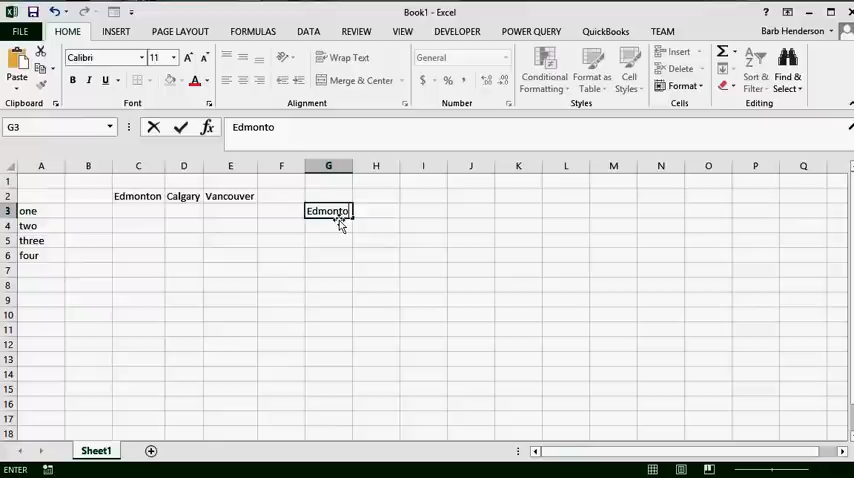 Book1 - Excel
FILE HOME INSERT PAGE LAYOUT FORMULAS DATA REVIEW VIEW DEVELOPER POWER QUERY QuickBooks TEAM Barb Henderson
Calibri 11 Wrap Text General Insert
Paste B I U Merge & Center $ % Conditional Formatting Format as Table Cell Styles Delete Format Sort & Filter Find & Select
Clipboard Font Alignment Number Styles Cells Editing
G3 fx Edmonto
A B C D E F G H I J K L M N O P Q
1
2 Edmonton Calgary Vancouver
3 one Edmonto
4 two
5 three
6 four
7
8
9
10
11
12
13
14
15
16
17
18
Sheet1
ENTER